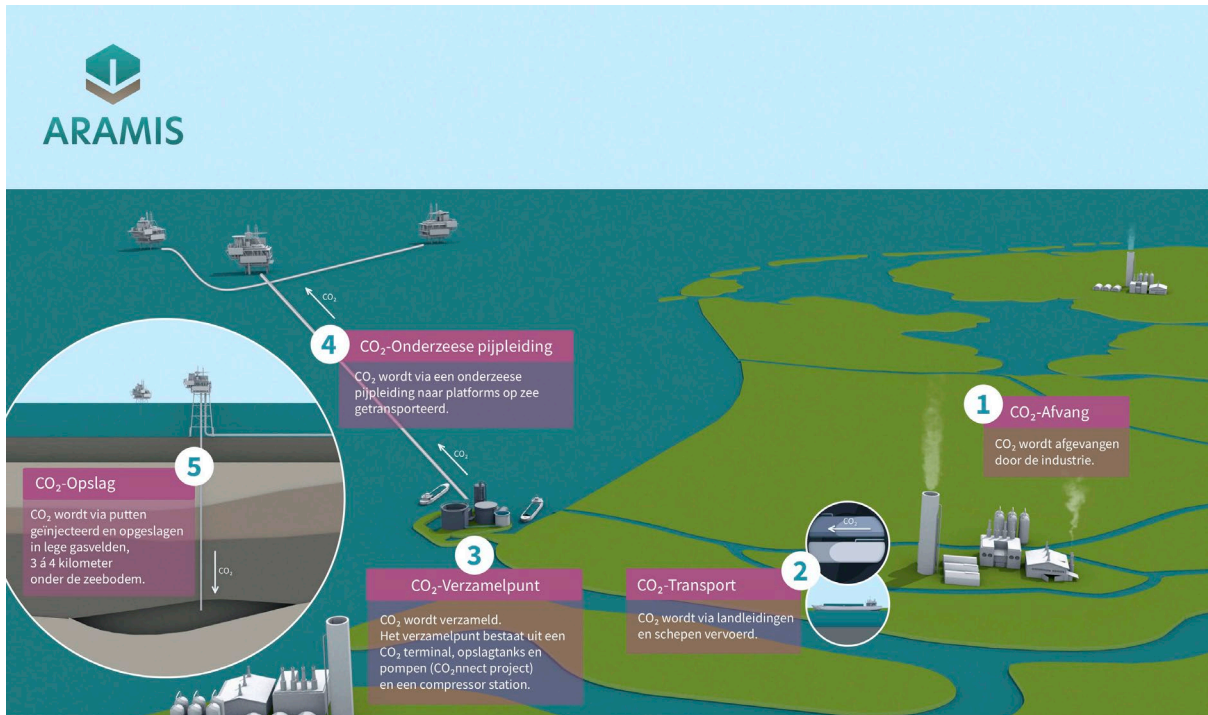 ARAMIS
CO₂
4
CO₂-Onderzeese pijpleiding
CO₂ wordt via een onderzeese
pijpleiding naar platforms op zee
getransporteerd.
1
CO₂-Afvang
CO₂ wordt afgevangen
door de industrie.
CO₂
5
CO₂-Opslag
CO₂ wordt via putten
geïnjecteerd en opgeslagen
in lege gasvelden,
3 á 4 kilometer
onder de zeebodem.
CO₂
3
CO₂-Verzamelpunt
CO₂ wordt verzameld.
Het verzamelpunt bestaat uit een
CO₂ terminal, opslagtanks en
pompen (CO₂nnect project)
en een compressor station.
CO₂
2
CO₂-Transport
CO₂ wordt via landleidingen
en schepen vervoerd.